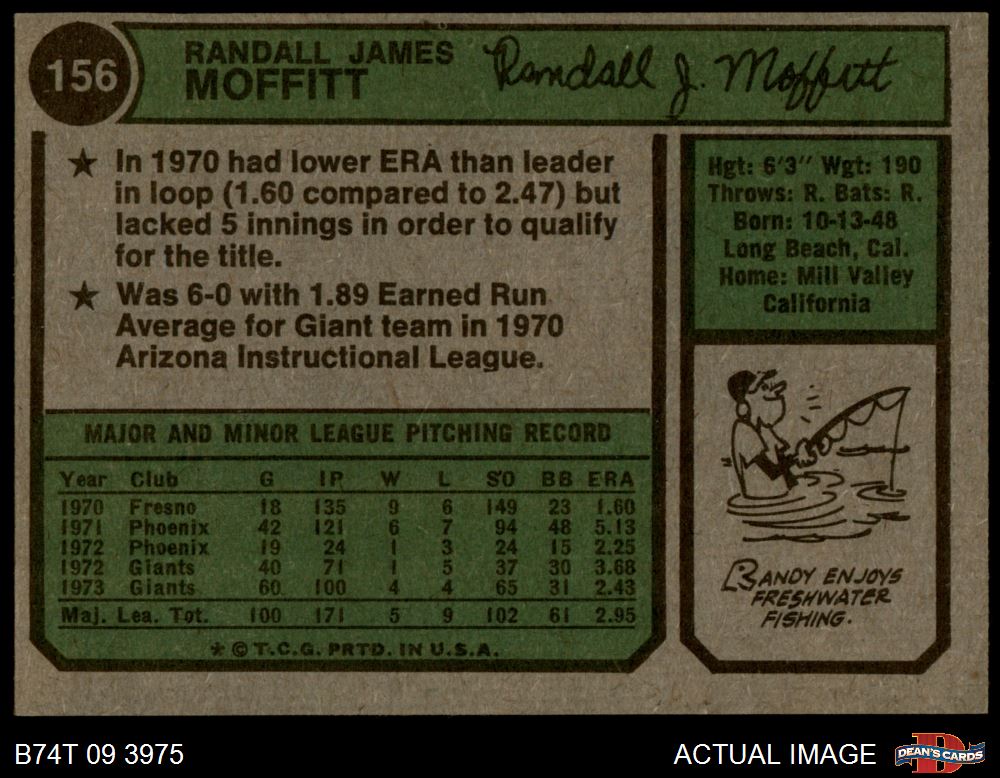 156
RANDALL JAMES
MOFFITT
Randall J. Moffitt
★ In 1970 had lower ERA than leader
in loop (1.60 compared to 2.47) but
lacked 5 innings in order to qualify
for the title.
★ Was 6-0 with 1.89 Earned Run
Average for Giant team in 1970
Arizona Instructional League.
Hgt: 6'3" Wgt: 190
Throws: R. Bats: R.
Born: 10-13-48
Long Beach, Cal.
Home: Mill Valley
California
MAJOR AND MINOR LEAGUE PITCHING RECORD
Year Club G IP W L SO BB ERA
1970 Fresno 18 135 9 6 149 23 1.60
1971 Phoenix 42 121 6 7 94 48 5.13
1972 Phoenix 19 24 1 3 24 15 2.25
1972 Giants 40 71 1 5 37 30 3.68
1973 Giants 60 100 4 4 65 31 2.43
Maj. Lea. Tot. 100 171 5 9 102 61 2.95
★ © T.C.G. PRTD. IN U.S.A.
RANDY ENJOYS
FRESHWATER
FISHING.
B74T 09 3975
ACTUAL IMAGE
DEAN'S CARDS